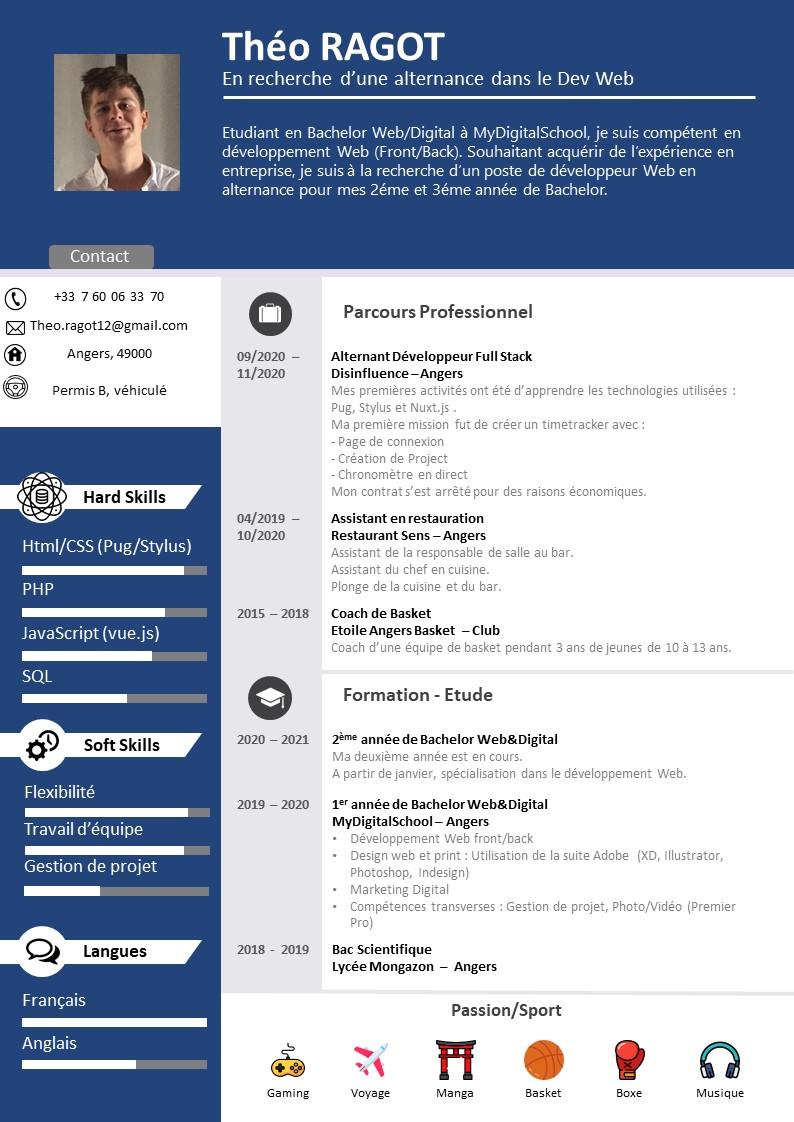 Théo RAGOT
En recherche d’une alternance dans le Dev Web
Etudiant en Bachelor Web/Digital à MyDigitalSchool, je suis compétent en
développement Web (Front/Back). Souhaitant acquérir de l’expérience en
entreprise, je suis à la recherche d’un poste de développeur Web en
alternance pour mes 2éme et 3éme année de Bachelor.
Contact
+33 7 60 06 33 70
Theo.ragot12@gmail.com
Angers, 49000
Permis B, véhiculé
Hard Skills
Html/CSS (Pug/Stylus)
PHP
JavaScript (vue.js)
SQL
Soft Skills
Flexibilité
Travail d’équipe
Gestion de projet
Langues
Français
Anglais
Parcours Professionnel
09/2020 –
11/2020
Alternant Développeur Full Stack
Disinfluence – Angers
Mes premières activités ont été d’apprendre les technologies utilisées :
Pug, Stylus et Nuxt.js .
Ma première mission fut de créer un timetracker avec :
- Page de connexion
- Création de Project
- Chronomètre en direct
Mon contrat s’est arrêté pour des raisons économiques.
04/2019 –
10/2020
Assistant en restauration
Restaurant Sens – Angers
Assistant de la responsable de salle au bar.
Assistant du chef en cuisine.
Plonge de la cuisine et du bar.
2015 – 2018
Coach de Basket
Etoile Angers Basket – Club
Coach d’une équipe de basket pendant 3 ans de jeunes de 10 à 13 ans.
Formation - Etude
2020 – 2021
2ème année de Bachelor Web&Digital
Ma deuxième année est en cours.
A partir de janvier, spécialisation dans le développement Web.
2019 – 2020
1er année de Bachelor Web&Digital
MyDigitalSchool – Angers
• Développement Web front/back
• Design web et print : Utilisation de la suite Adobe (XD, Illustrator,
Photoshop, Indesign)
• Marketing Digital
• Compétences transverses : Gestion de projet, Photo/Vidéo (Premier
Pro)
2018 - 2019
Bac Scientifique
Lycée Mongazon – Angers
Passion/Sport
Gaming
Voyage
Manga
Basket
Boxe
Musique